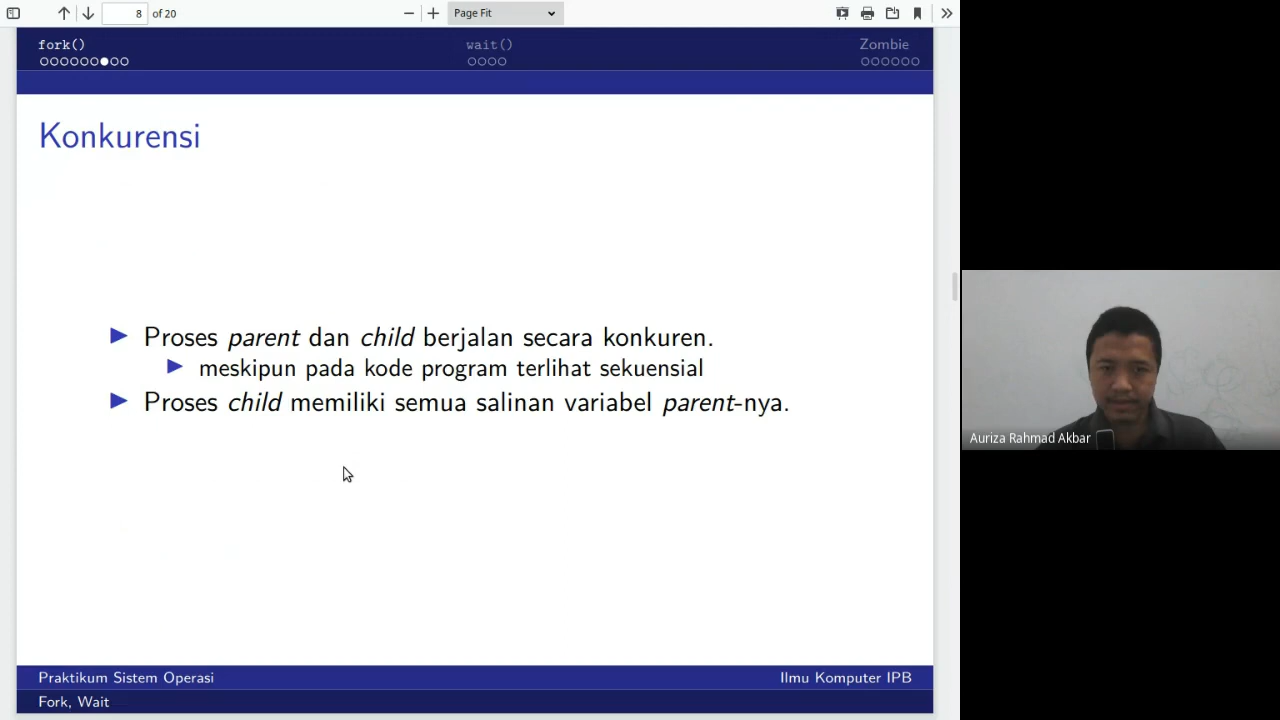 8 of 20
Page Fit
fork()
wait()
Zombie
Konkurensi
Proses parent dan child berjalan secara konkuren.
meskipun pada kode program terlihat sekuensial
Proses child memiliki semua salinan variabel parent-nya.
Auriza Rahmad Akbar
Praktikum Sistem Operasi
Ilmu Komputer IPB
Fork, Wait